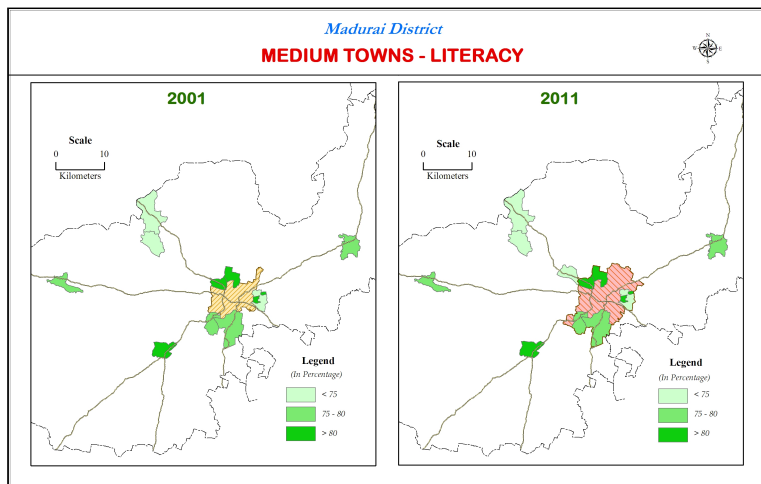 Madurai District
MEDIUM TOWNS - LITERACY
N
W E
S
2001
Scale
0 10
Kilometers
Legend
(In Percentage)
< 75
75 - 80
> 80
2011
Scale
0 10
Kilometers
Legend
(In Percentage)
< 75
75 - 80
> 80